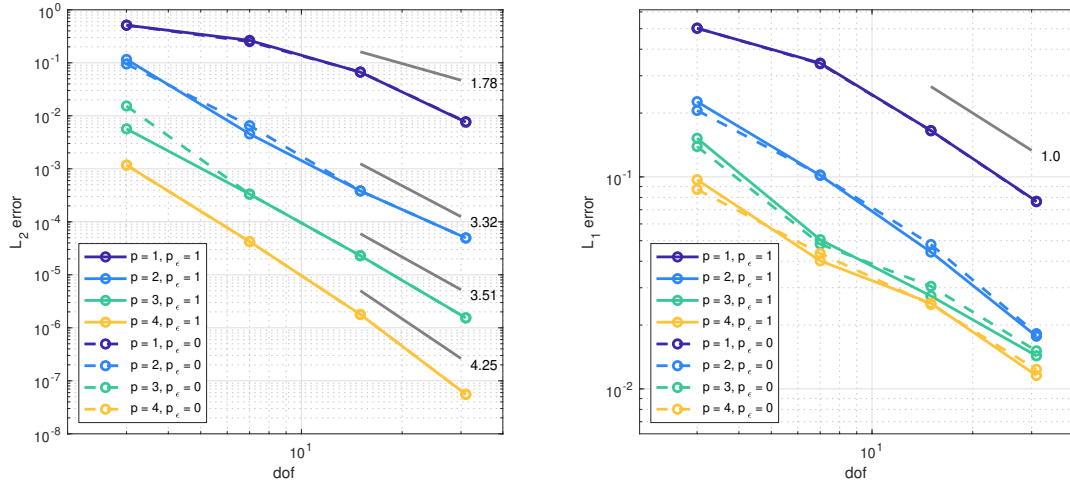 10^0
10^-1
10^-2
10^-3
10^-4
10^-5
10^-6
10^-7
10^-8
L_2 error
1.78
3.32
3.51
4.25
p = 1, p_ϵ = 1
p = 2, p_ϵ = 1
p = 3, p_ϵ = 1
p = 4, p_ϵ = 1
p = 1, p_ϵ = 0
p = 2, p_ϵ = 0
p = 3, p_ϵ = 0
p = 4, p_ϵ = 0
10^1
dof
10^-1
10^-2
L_1 error
1.0
p = 1, p_ϵ = 1
p = 2, p_ϵ = 1
p = 3, p_ϵ = 1
p = 4, p_ϵ = 1
p = 1, p_ϵ = 0
p = 2, p_ϵ = 0
p = 3, p_ϵ = 0
p = 4, p_ϵ = 0
10^1
dof